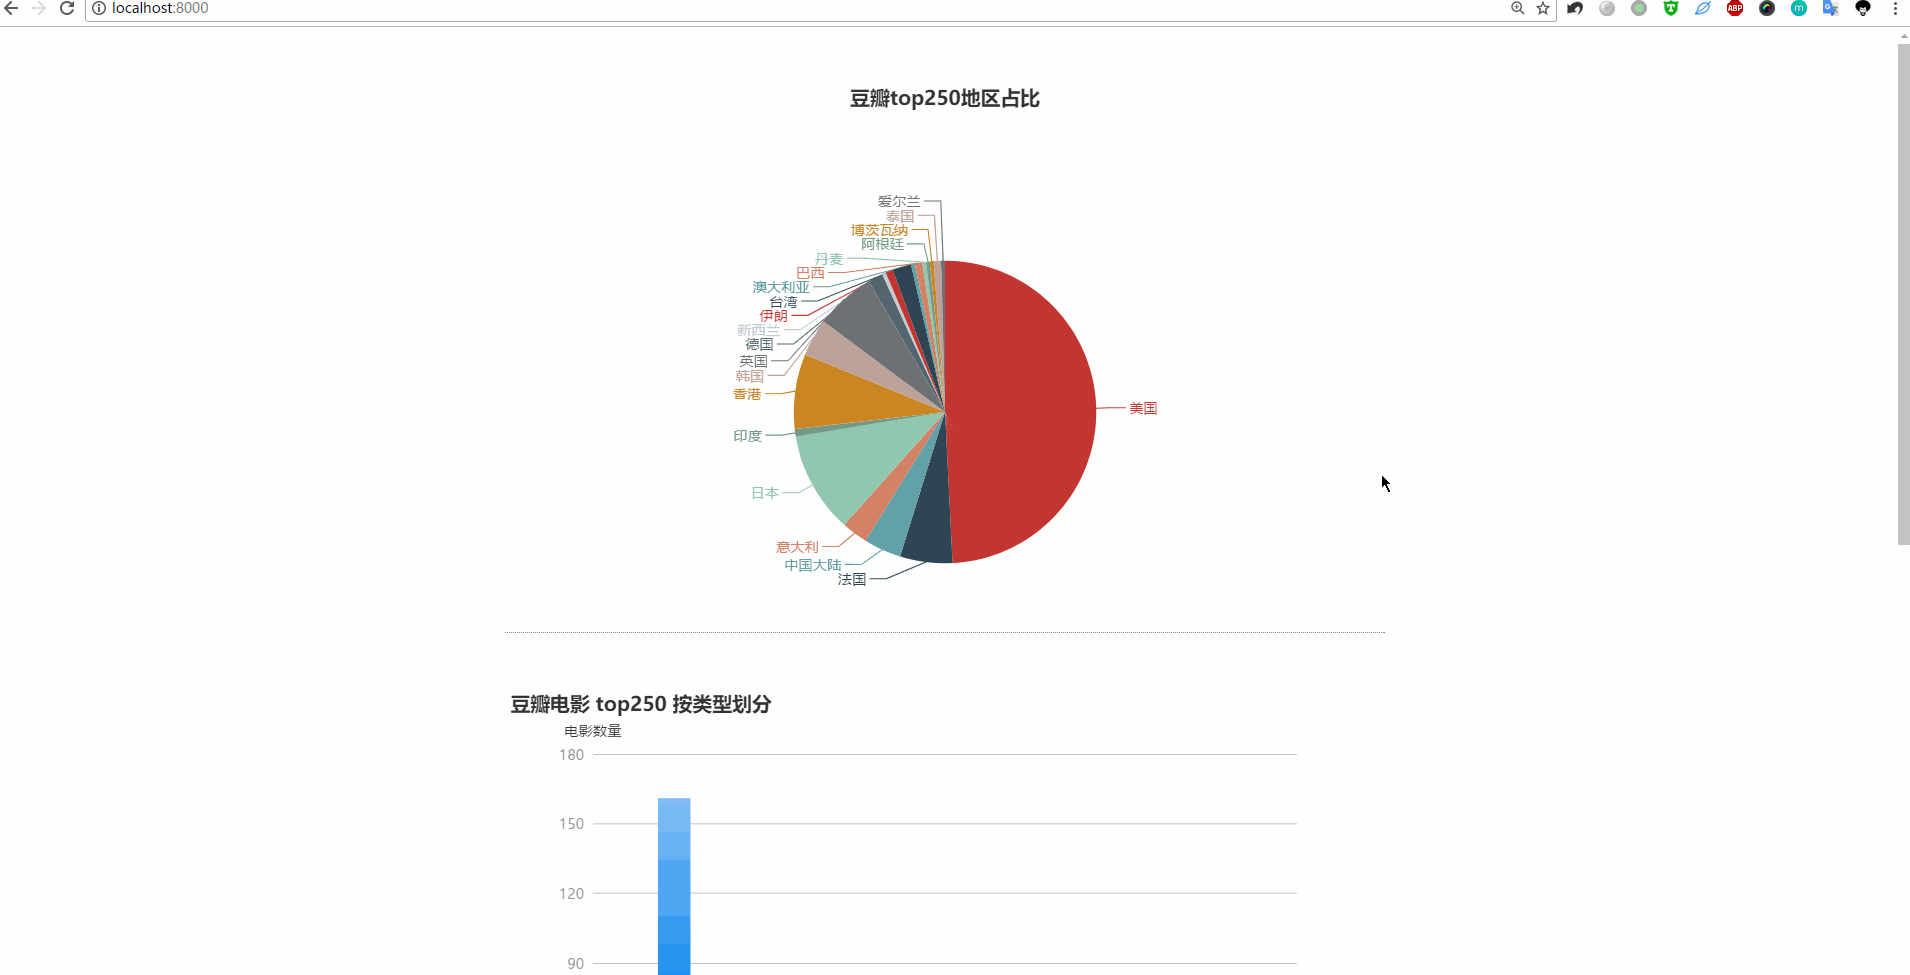 localhost:8000
ABP
m
豆瓣top250地区占比
爱尔兰
泰国
博茨瓦纳
阿根廷
丹麦
巴西
澳大利亚
台湾
伊朗
新西兰
德国
英国
韩国
香港
美国
印度
日本
意大利
中国大陆
法国
豆瓣电影 top250 按类型划分
电影数量
180
150
120
90